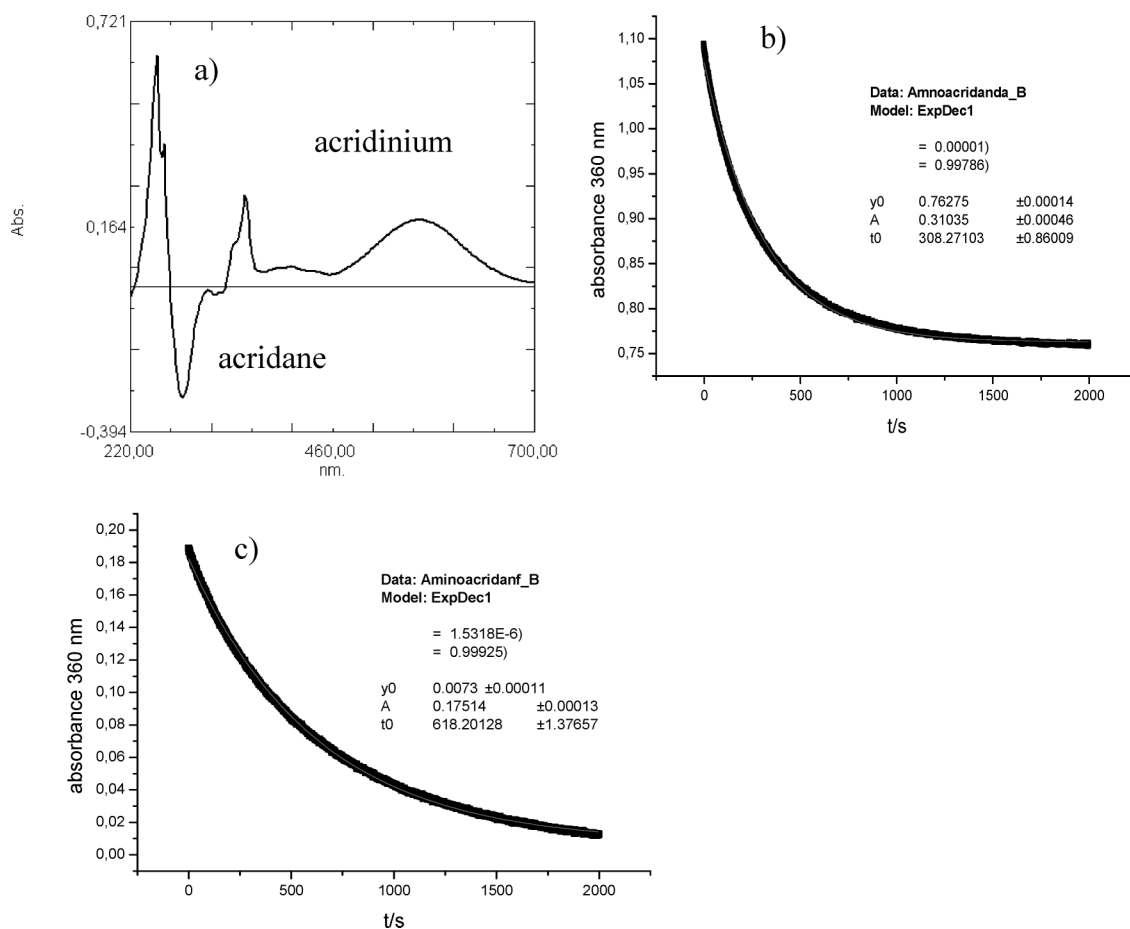 0,721
a)
acridinium
Abs.
0,164
acridane
-0,394
220,00
460,00
700,00
nm.
b)
1,10
1,05
1,00
0,95
0,90
0,85
0,80
0,75
absorbance 360 nm
Data: Amnoacridanda_B
Model: ExpDec1
= 0.00001)
= 0.99786)
y0 0.76275 ±0.00014
A 0.31035 ±0.00046
t0 308.27103 ±0.86009
0 500 1000 1500 2000
t/s
c)
0,20
0,18
0,16
0,14
0,12
0,10
0,08
0,06
0,04
0,02
0,00
absorbance 360 nm
Data: Aminoacridanf_B
Model: ExpDec1
= 1.5318E-6)
= 0.99925)
y0 0.0073 ±0.00011
A 0.17514 ±0.00013
t0 618.20128 ±1.37657
0 500 1000 1500 2000
t/s